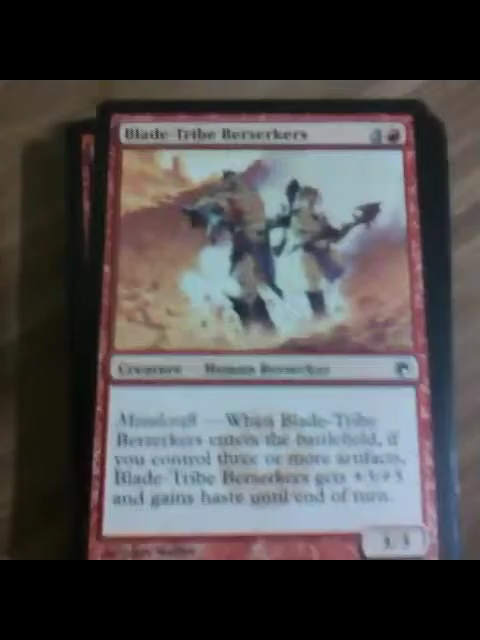 Blade-Tribe Berserkers 4
Creature — Human Berserker
Metalcraft — When Blade-Tribe
Berserkers enters the battlefield, if
you control three or more artifacts,
Blade-Tribe Berserkers gets +3/+3
and gains haste until end of turn.
3/3